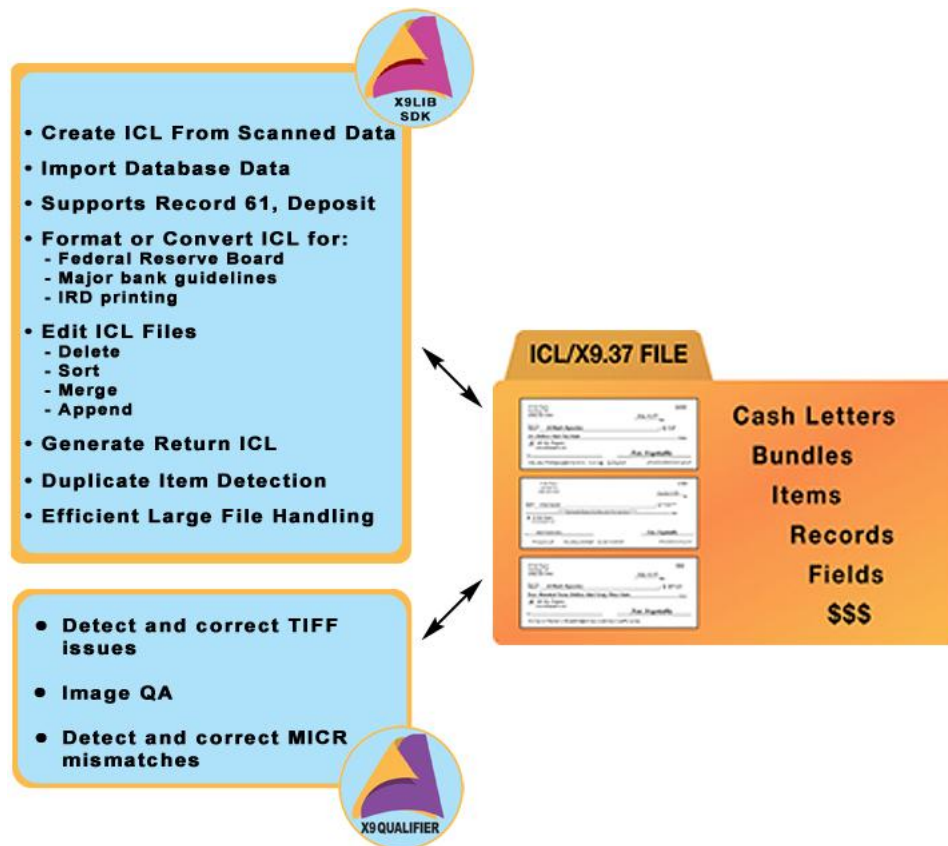 X9LIB
SDK
• Create ICL From Scanned Data
• Import Database Data
• Supports Record 61, Deposit
• Format or Convert ICL for:
- Federal Reserve Board
- Major bank guidelines
- IRD printing
• Edit ICL Files
- Delete
- Sort
- Merge
- Append
• Generate Return ICL
• Duplicate Item Detection
• Efficient Large File Handling
ICL/X9.37 FILE
Cash Letters
Bundles
Items
Records
Fields
$$$
• Detect and correct TIFF
issues
• Image QA
• Detect and correct MICR
mismatches
X9QUALIFIER